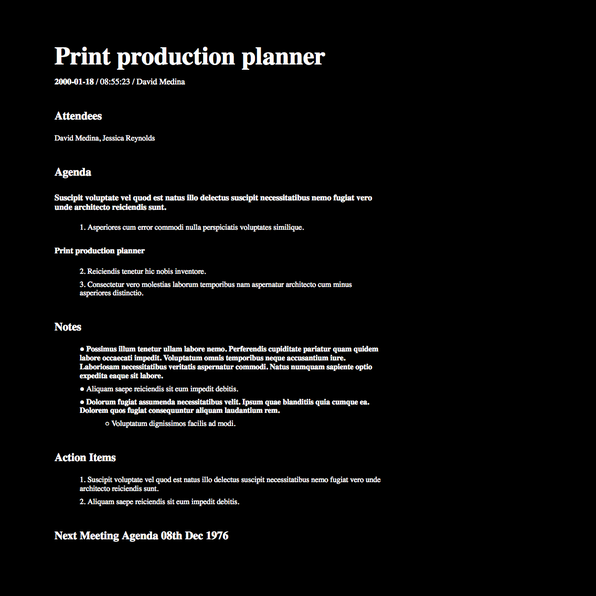 Print production planner
2000-01-18 / 08:55:23 / David Medina
Attendees
David Medina, Jessica Reynolds
Agenda
Suscipit voluptate vel quod est natus illo delectus suscipit necessitatibus nemo fugiat vero
unde architecto reiciendis sunt.
1. Asperiores cum error commodi nulla perspiciatis voluptates similique.
Print production planner
2. Reiciendis tenetur hic nobis inventore.
3. Consectetur vero molestias laborum temporibus nam aspernatur architecto cum minus
asperiores distinctio.
Notes
● Possimus illum tenetur ullam labore nemo. Perferendis cupiditate pariatur quam quidem
labore occaecati impedit. Voluptatum omnis temporibus neque accusantium iure.
Laboriosam necessitatibus veritatis aspernatur commodi. Natus numquam sapiente optio
expedita eaque sit labore.
● Aliquam saepe reiciendis sit eum impedit debitis.
● Dolorum fugiat assumenda necessitatibus velit. Ipsum quae blanditiis quia cumque ea.
Dolorem quos fugiat consequuntur aliquam laudantium rem.
○ Voluptatum dignissimos facilis ad modi.
Action Items
1. Suscipit voluptate vel quod est natus illo delectus suscipit necessitatibus nemo fugiat vero unde
architecto reiciendis sunt.
2. Aliquam saepe reiciendis sit eum impedit debitis.
Next Meeting Agenda 08th Dec 1976